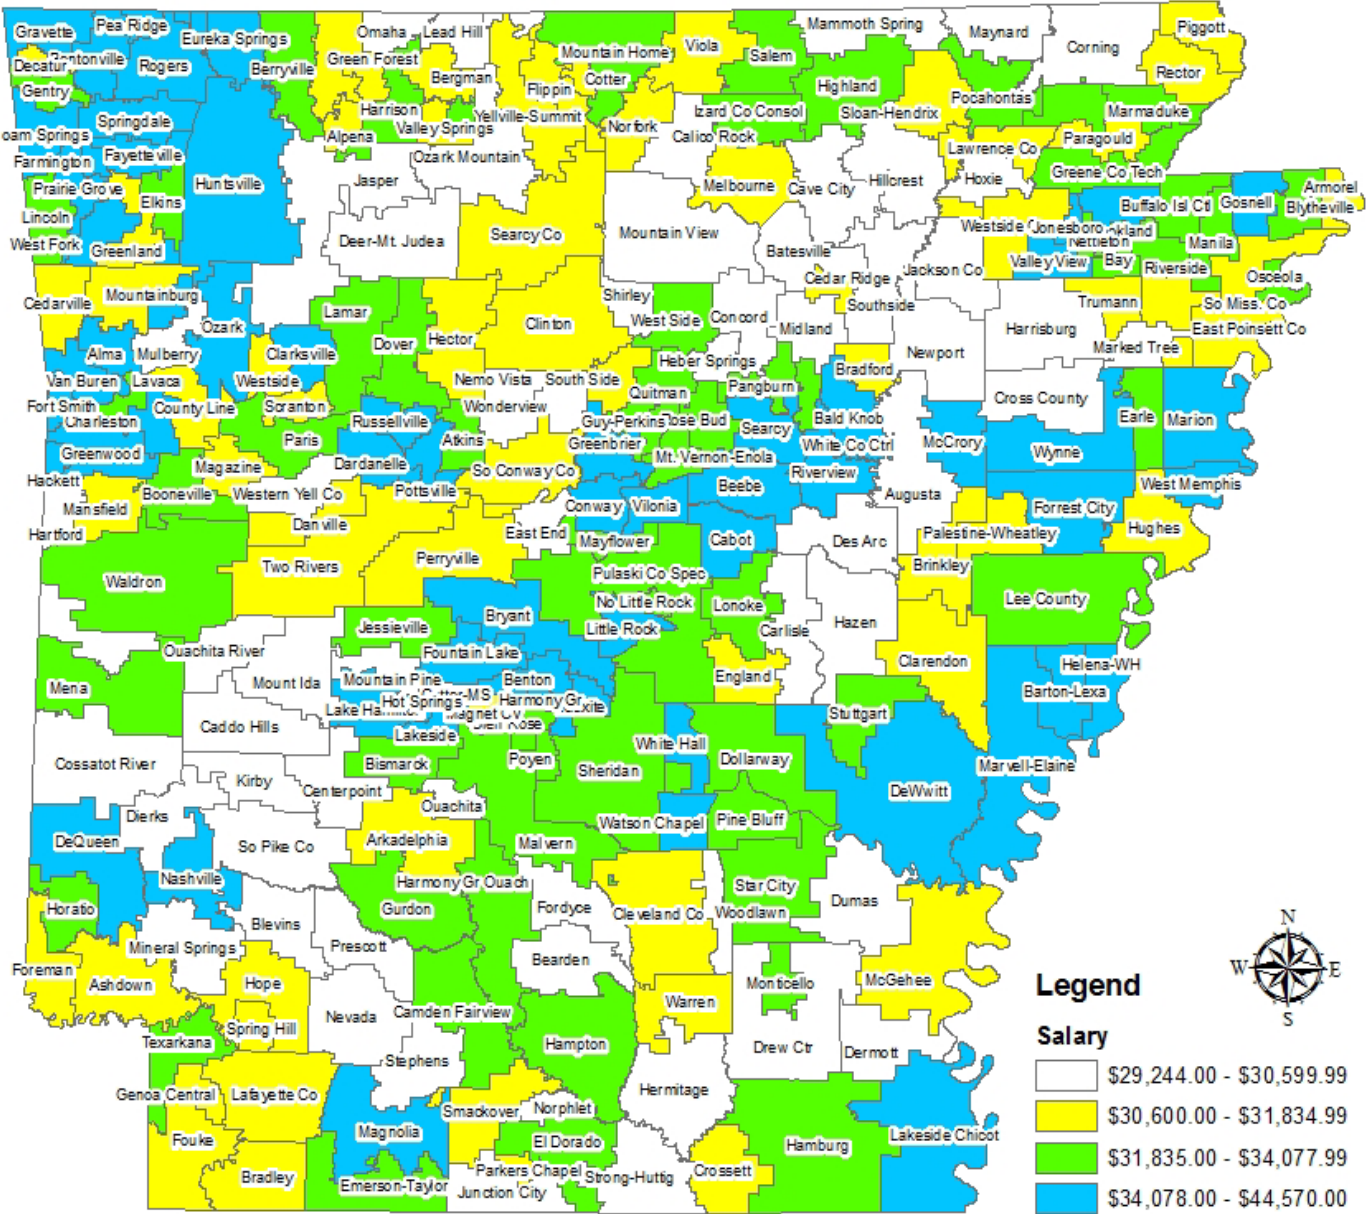 Gravette
Pea Ridge
Eureka Springs
Omaha
Lead Hill
Mountain Home
Viola
Salem
Mammoth Spring
Maynard
Corning
Piggott
Decatur
Rogers
Berryville
Green Forest
Bergman
Flippin
Cotter
Highland
Pocahontas
Rector
Gentry
Springdale
Harrison
Valley Springs
Yellville-Summit
Norfork
Izard Co Consol
Sloan-Hendrix
Marmaduke
Farmington
Fayetteville
Alpena
Ozark Mountain
Calico Rock
Lawrence Co
Paragould
Prairie Grove
Elkins
Huntsville
Jasper
Melbourne
Cave City
Hillcrest
Hoxie
Greene Co Tech
Lincoln
West Fork
Greenland
Deer-Mt. Judea
Searcy Co
Mountain View
Batesville
Westside
Jonesboro
Nettleton
Buffalo Isl Ctl
Gosnell
Armorel
Blytheville
Manila
Cedarville
Mountainburg
Ozark
Lamar
Clinton
Shirley
West Side
Concord
Cedar Ridge
Southside
Jackson Co
Valley View
Bay
Riverside
Osceola
Trumann
So Miss. Co
Alma
Mulberry
Clarksville
Dover
Hector
Midland
Newport
Harrisburg
East Poinsett Co
Marked Tree
Van Buren
Lavaca
Westside
Nemo Vista
South Side
Heber Springs
Pangburn
Bradford
Fort Smith
County Line
Scranton
Wonderview
Quitman
Charleston
Russellville
Guy-Perkins
Rose Bud
Searcy
Bald Knob
Cross County
Earle
Marion
Greenwood
Paris
Atkins
Greenbrier
White Co Ctrl
McCrory
Wynne
Hackett
Magazine
Dardanelle
So Conway Co
Mt. Vernon-Enola
Riverview
Mansfield
Booneville
Western Yell Co
Pottsville
Conway
Vilonia
Beebe
Augusta
West Memphis
Hartford
Danville
East End
Mayflower
Cabot
Des Arc
Palestine-Wheatley
Forrest City
Hughes
Waldron
Two Rivers
Perryville
Pulaski Co Spec
Brinkley
Bryant
No Little Rock
Lonoke
Hazen
Lee County
Jessieville
Little Rock
Carlisle
Ouachita River
Fountain Lake
Clarendon
Helena-WH
Mena
Mount Ida
Mountain Pine
Benton
England
Barton-Lexa
Hot Springs
Harmony Gr
Caddo Hills
Lakeside
Stuttgart
Cossatot River
Kirby
Bismarck
Poyen
Sheridan
White Hall
Dollarway
Marvell-Elaine
Centerpoint
DeWwitt
Dierks
Ouachita
DeQueen
So Pike Co
Arkadelphia
Malvern
Watson Chapel
Pine Bluff
Nashville
Harmony Gr Ouach
Star City
Horatio
Blevins
Gurdon
Fordyce
Cleveland Co
Woodlawn
Dumas
Mineral Springs
Prescott
Bearden
Foreman
Ashdown
Hope
Monticello
McGehee
Texarkana
Spring Hill
Nevada
Camden Fairview
Warren
Stephens
Hampton
Drew Ctr
Dermott
Genoa Central
Lafayette Co
Hermitage
Fouke
Magnolia
Smackover
Norphlet
El Dorado
Hamburg
Lakeside Chicot
Bradley
Emerson-Taylor
Parkers Chapel
Junction City
Strong-Huttig
Crossett
N
W
E
S
Legend
Salary
$29,244.00 - $30,599.99
$30,600.00 - $31,834.99
$31,835.00 - $34,077.99
$34,078.00 - $44,570.00